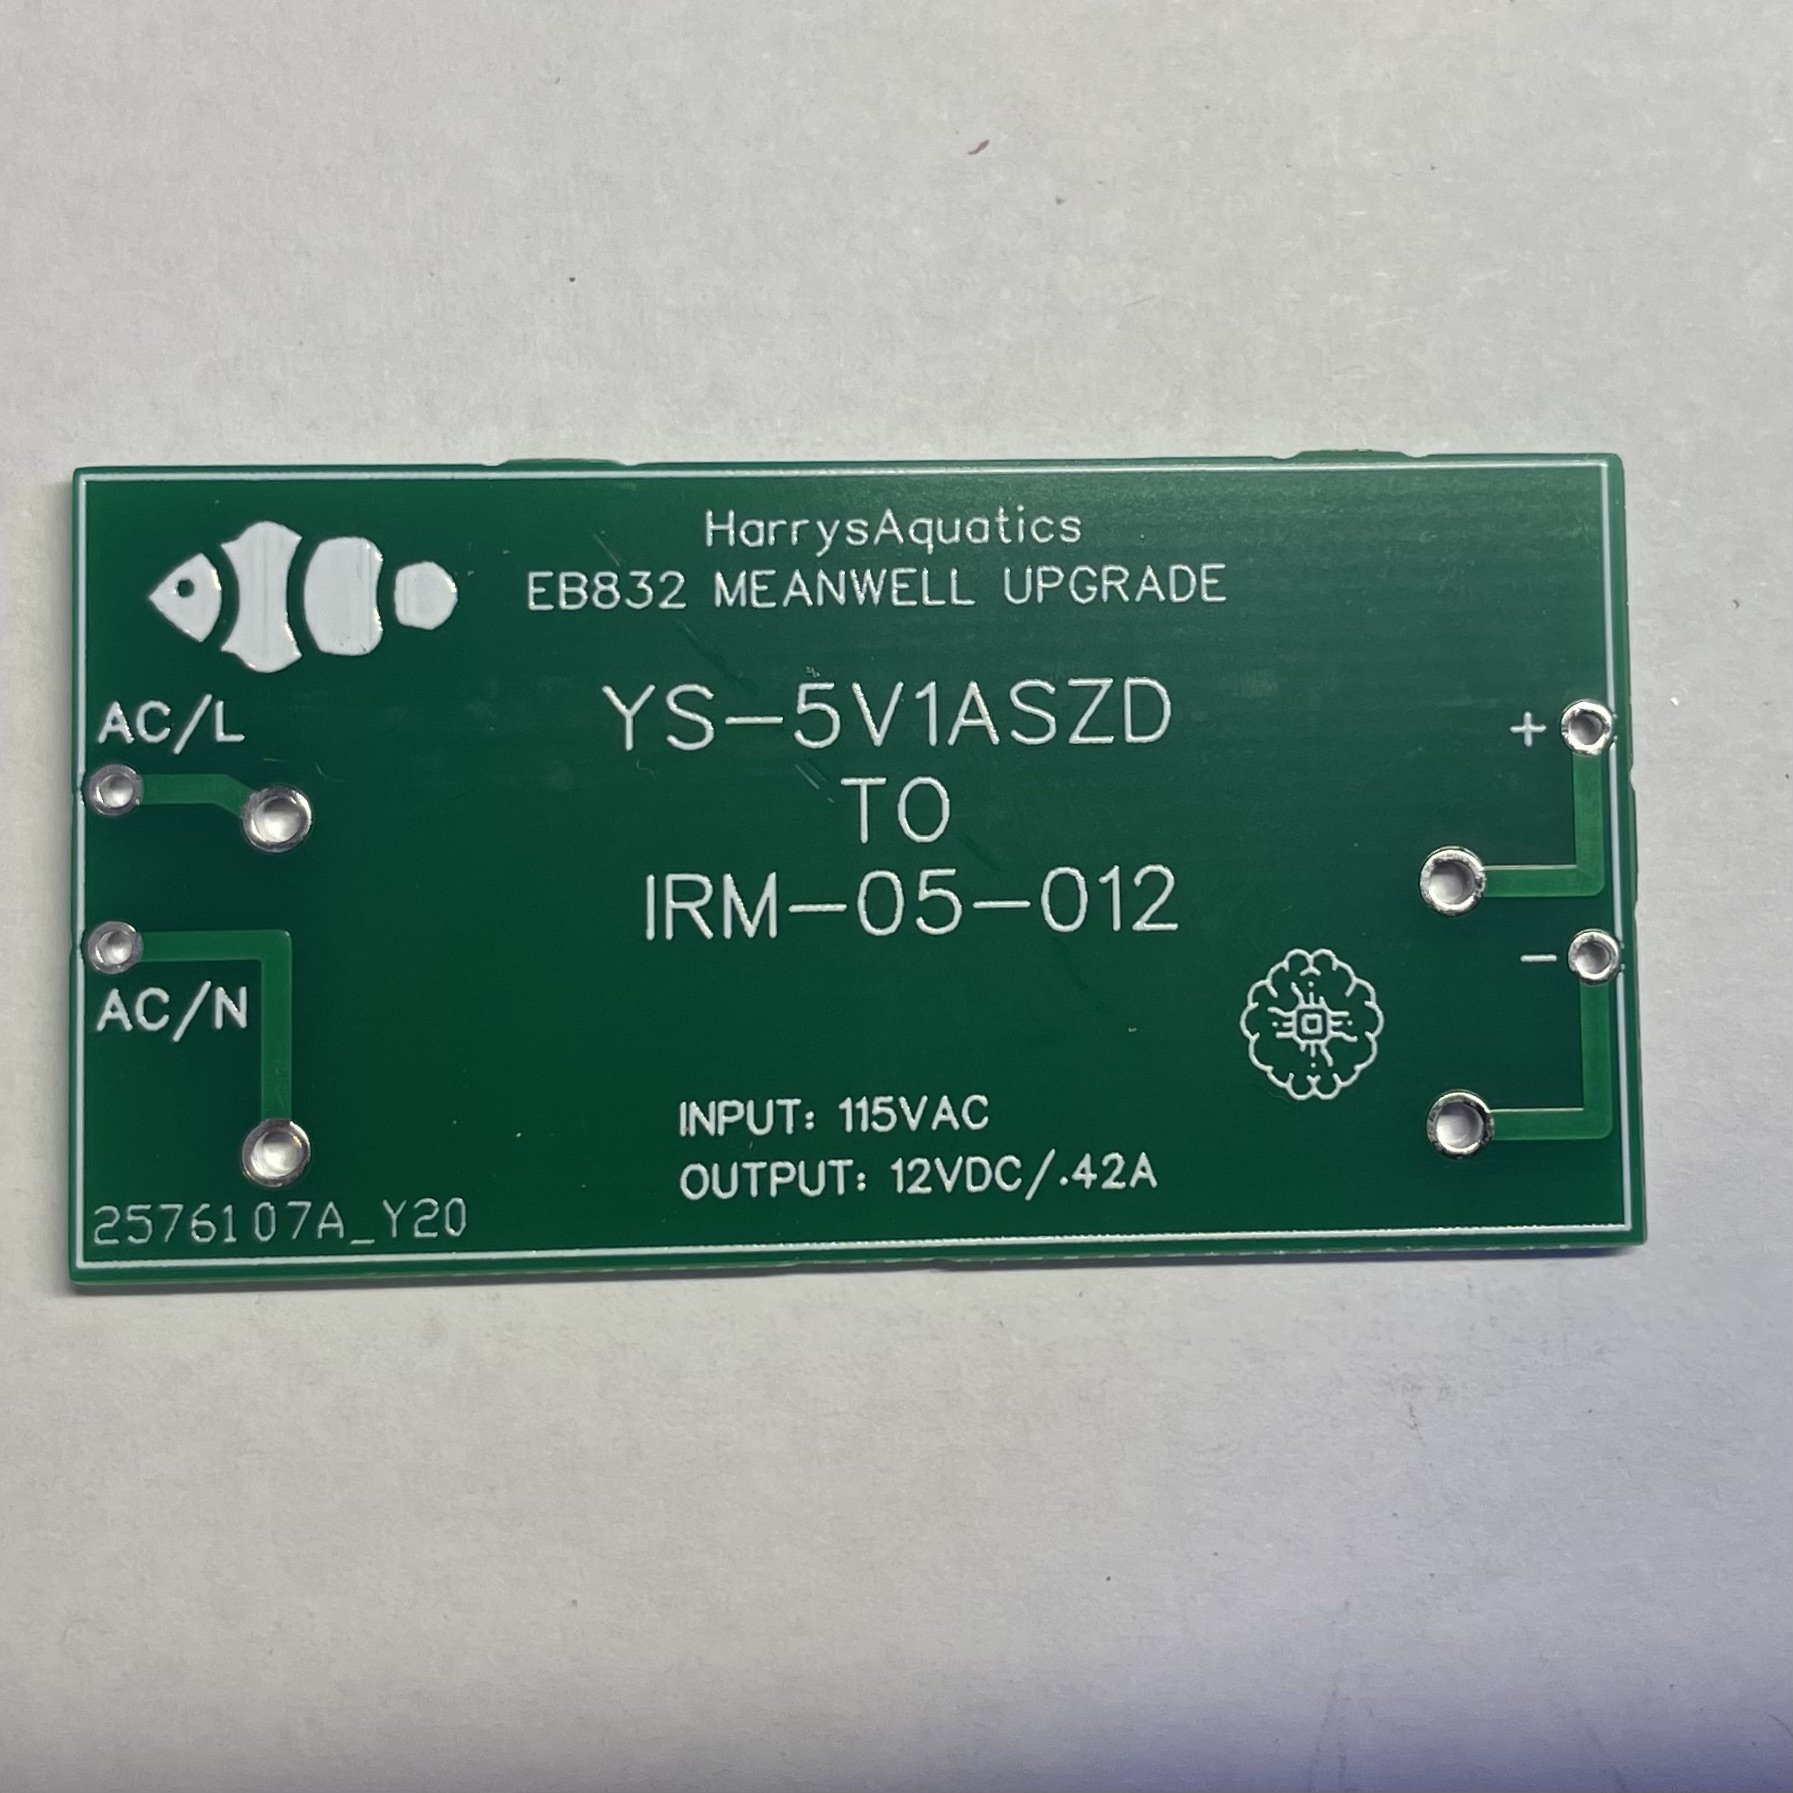 HarrysAquatics
EB832 MEANWELL UPGRADE
AC/L
YS-5V1ASZD
TO
IRM-05-012
+
-
AC/N
INPUT: 115VAC
OUTPUT: 12VDC/.42A
2576107A_Y20